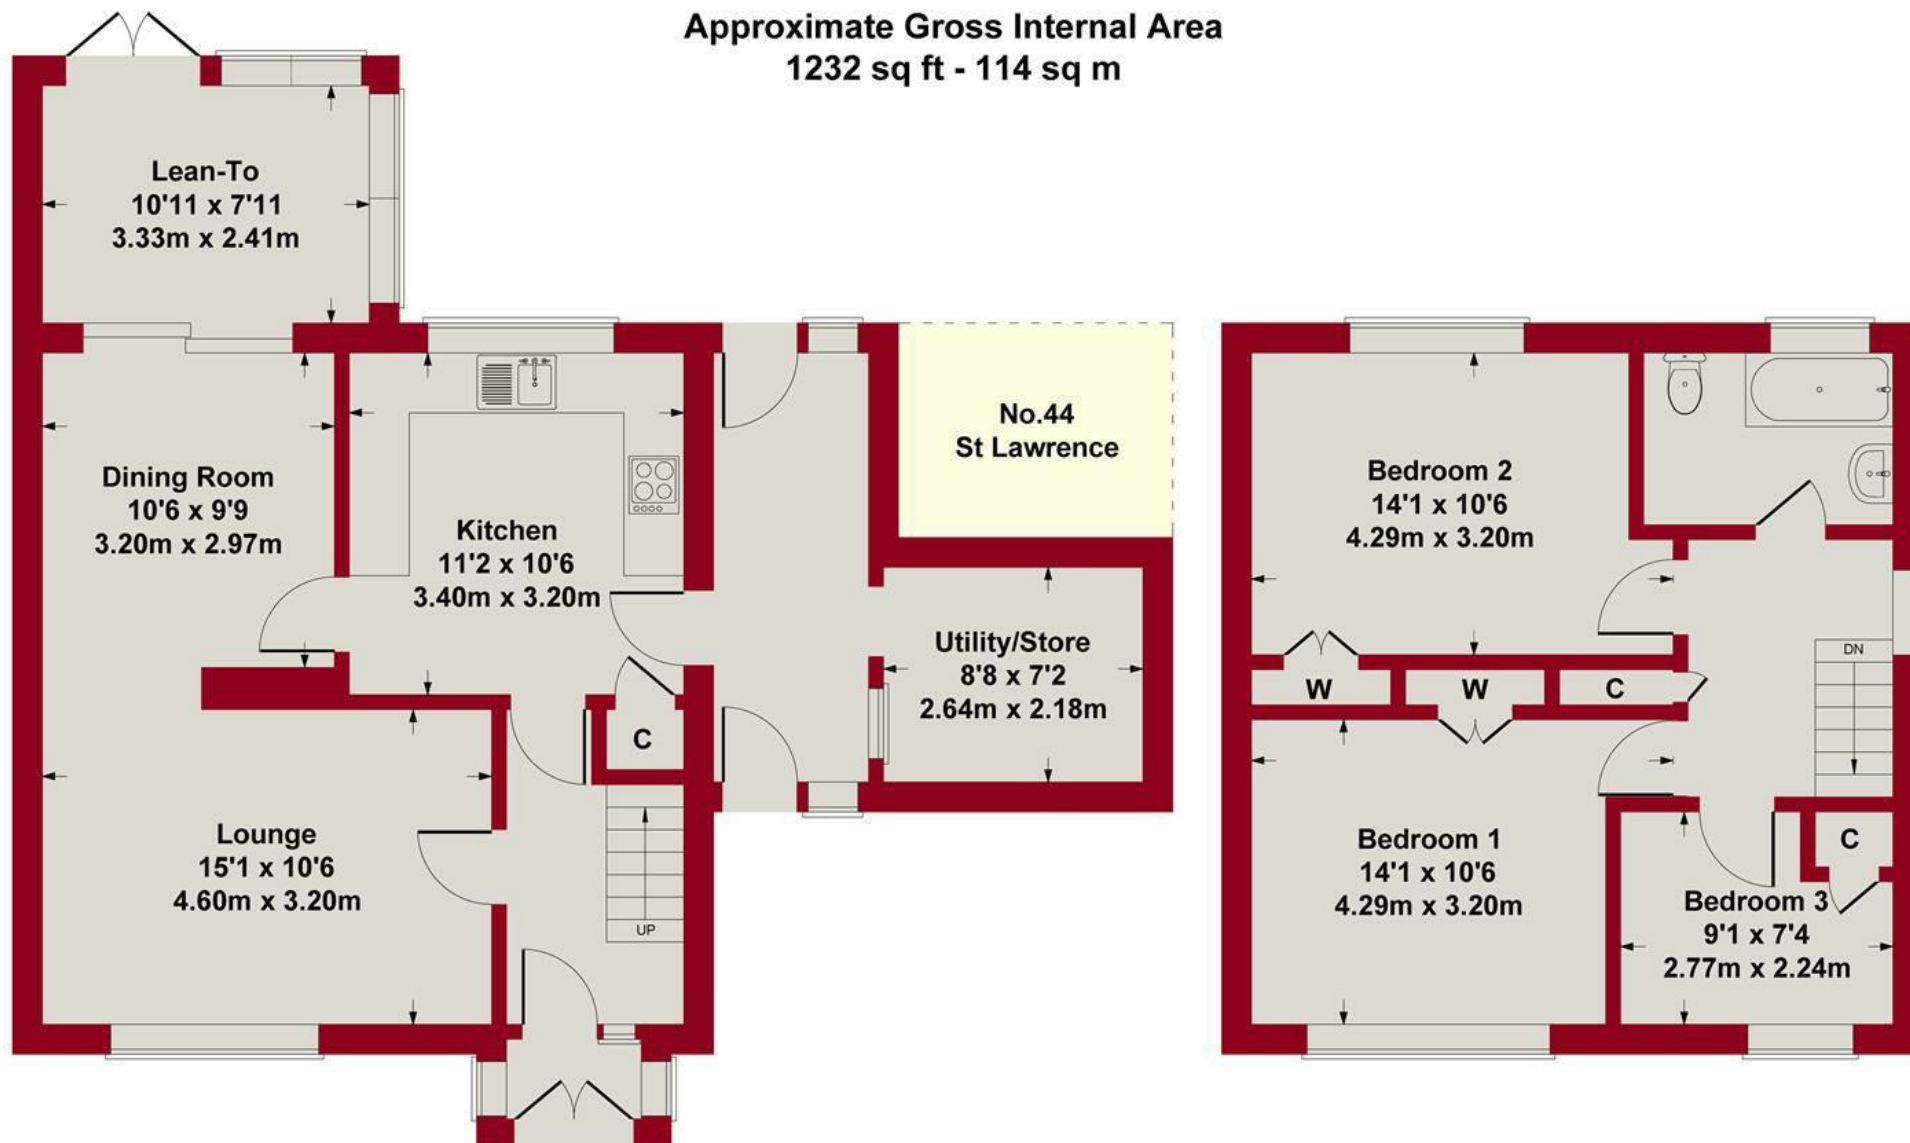 Approximate Gross Internal Area
1232 sq ft - 114 sq m
Lean-To
10'11 x 7'11
3.33m x 2.41m
Dining Room
10'6 x 9'9
3.20m x 2.97m
Kitchen
11'2 x 10'6
3.40m x 3.20m
No.44
St Lawrence
Utility/Store
8'8 x 7'2
2.64m x 2.18m
C
Lounge
15'1 x 10'6
4.60m x 3.20m
UP
Bedroom 2
14'1 x 10'6
4.29m x 3.20m
DN
W
W
C
Bedroom 1
14'1 x 10'6
4.29m x 3.20m
C
Bedroom 3
9'1 x 7'4
2.77m x 2.24m